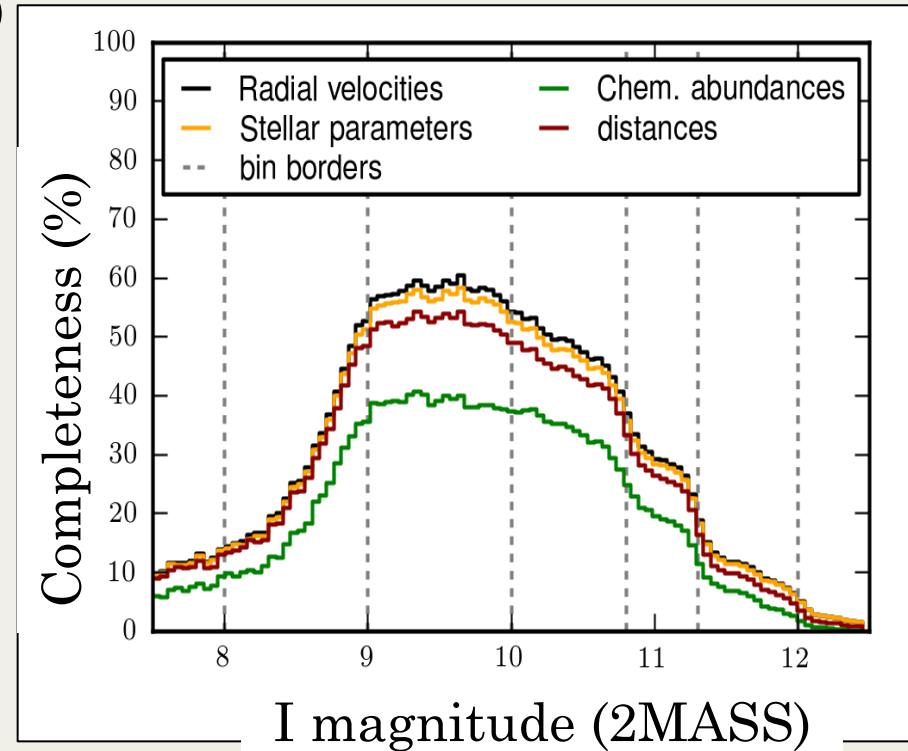 )
100
90
80
70
60
50
40
30
20
10
0
Radial velocities
Stellar parameters
bin borders
Chem. abundances
distances
Completeness (%)
8 9 10 11 12
I magnitude (2MASS)